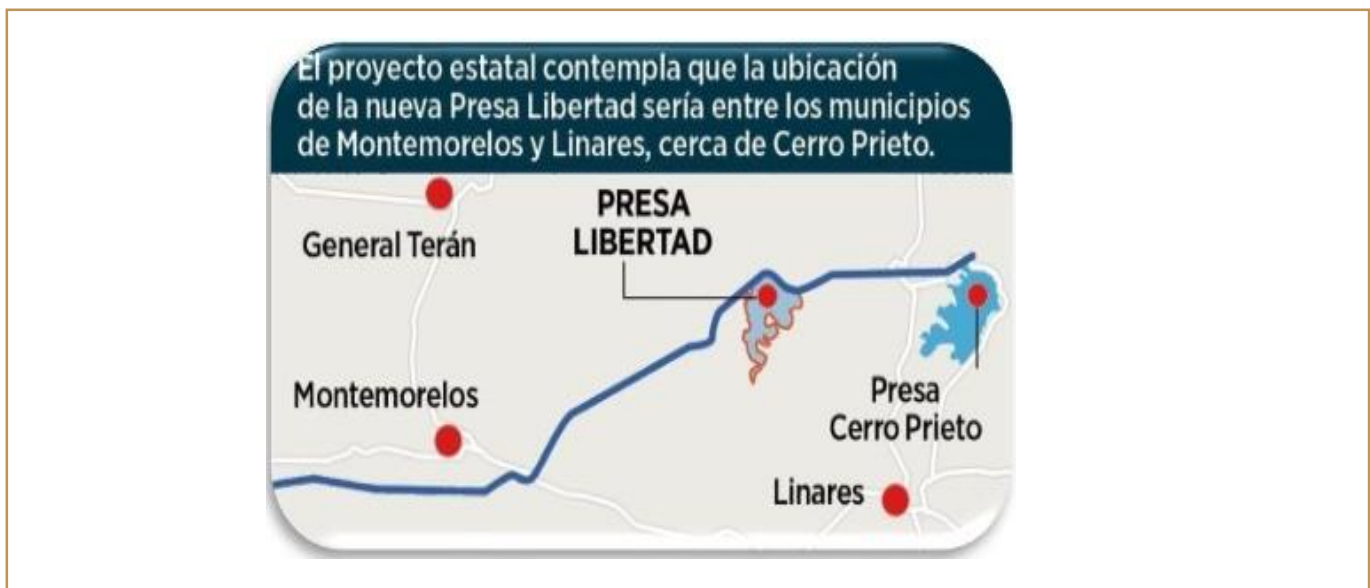 El proyecto estatal contempla que la ubicación
de la nueva Presa Libertad sería entre los municipios
de Montemorelos y Linares, cerca de Cerro Prieto.
General Terán
PRESA
LIBERTAD
Montemorelos
Presa
Cerro Prieto
Linares